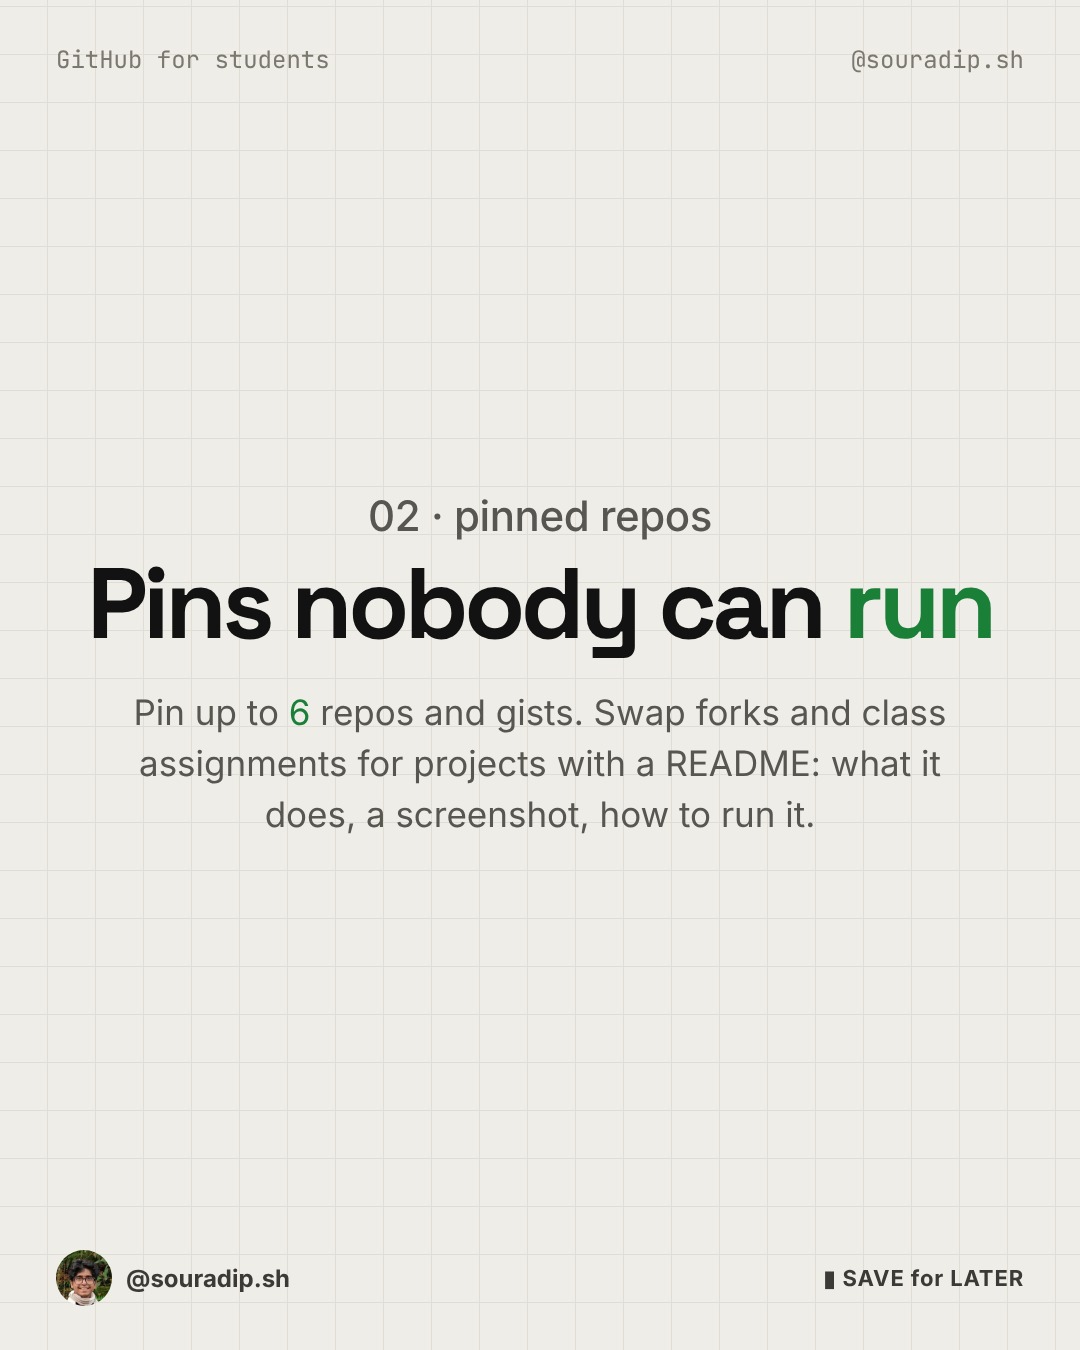 GitHub for students
@souradip.sh
02 · pinned repos
Pins nobody can run
Pin up to 6 repos and gists. Swap forks and class
assignments for projects with a README: what it
does, a screenshot, how to run it.
@souradip.sh
▮ SAVE for LATER